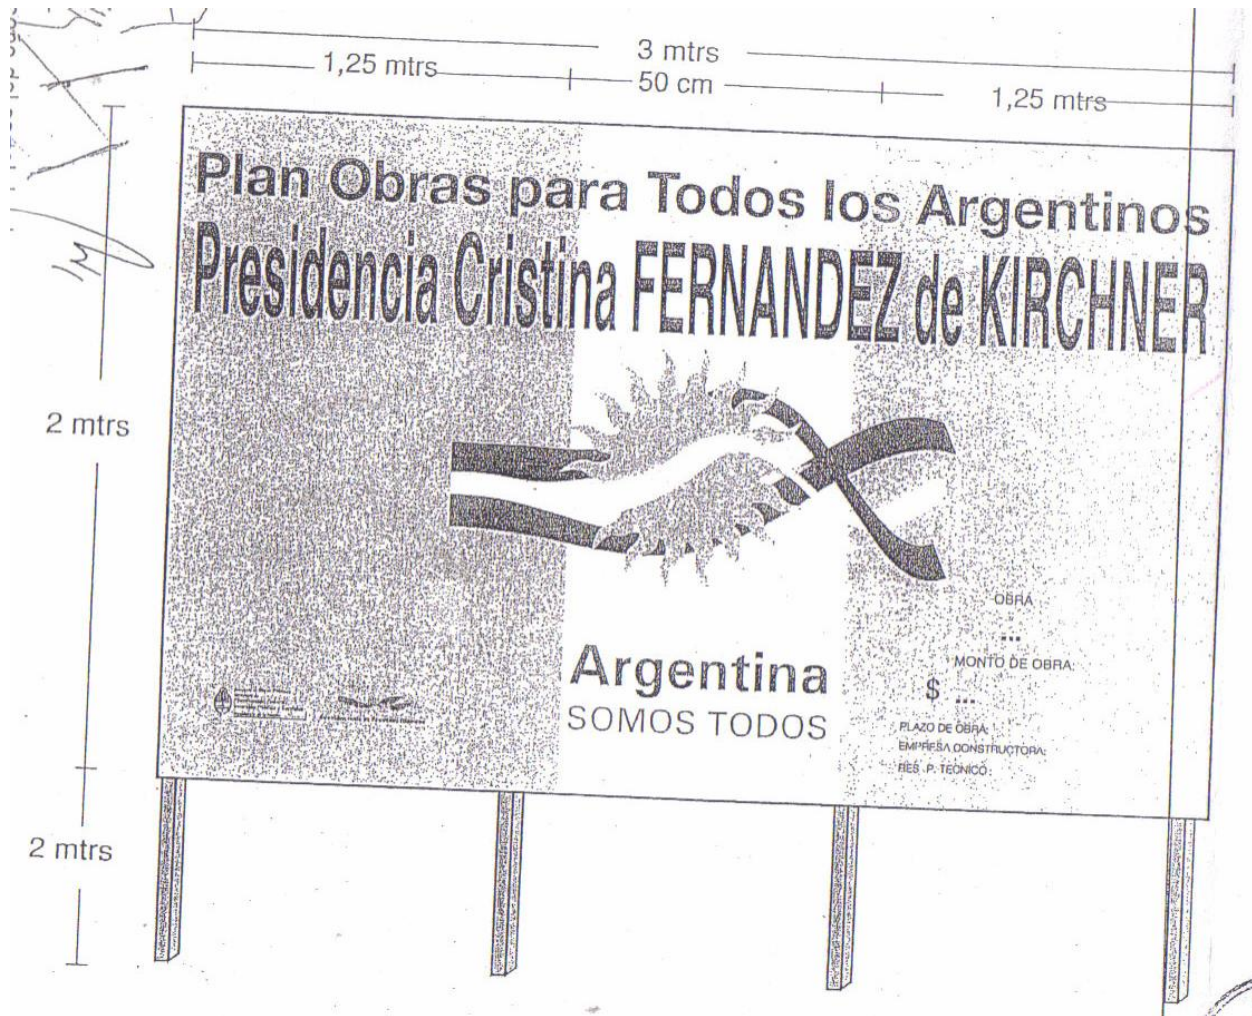 3 mtrs
1,25 mtrs
50 cm
1,25 mtrs
Plan Obras para Todos los Argentinos
Presidencia Cristina FERNANDEZ de KIRCHNER
2 mtrs
OBRA
...
MONTO DE OBRA:
$ ...
Argentina
SOMOS TODOS
PLAZO DE OBRA:
EMPRESA CONSTRUCTORA:
RES. P. TECNICO:
2 mtrs